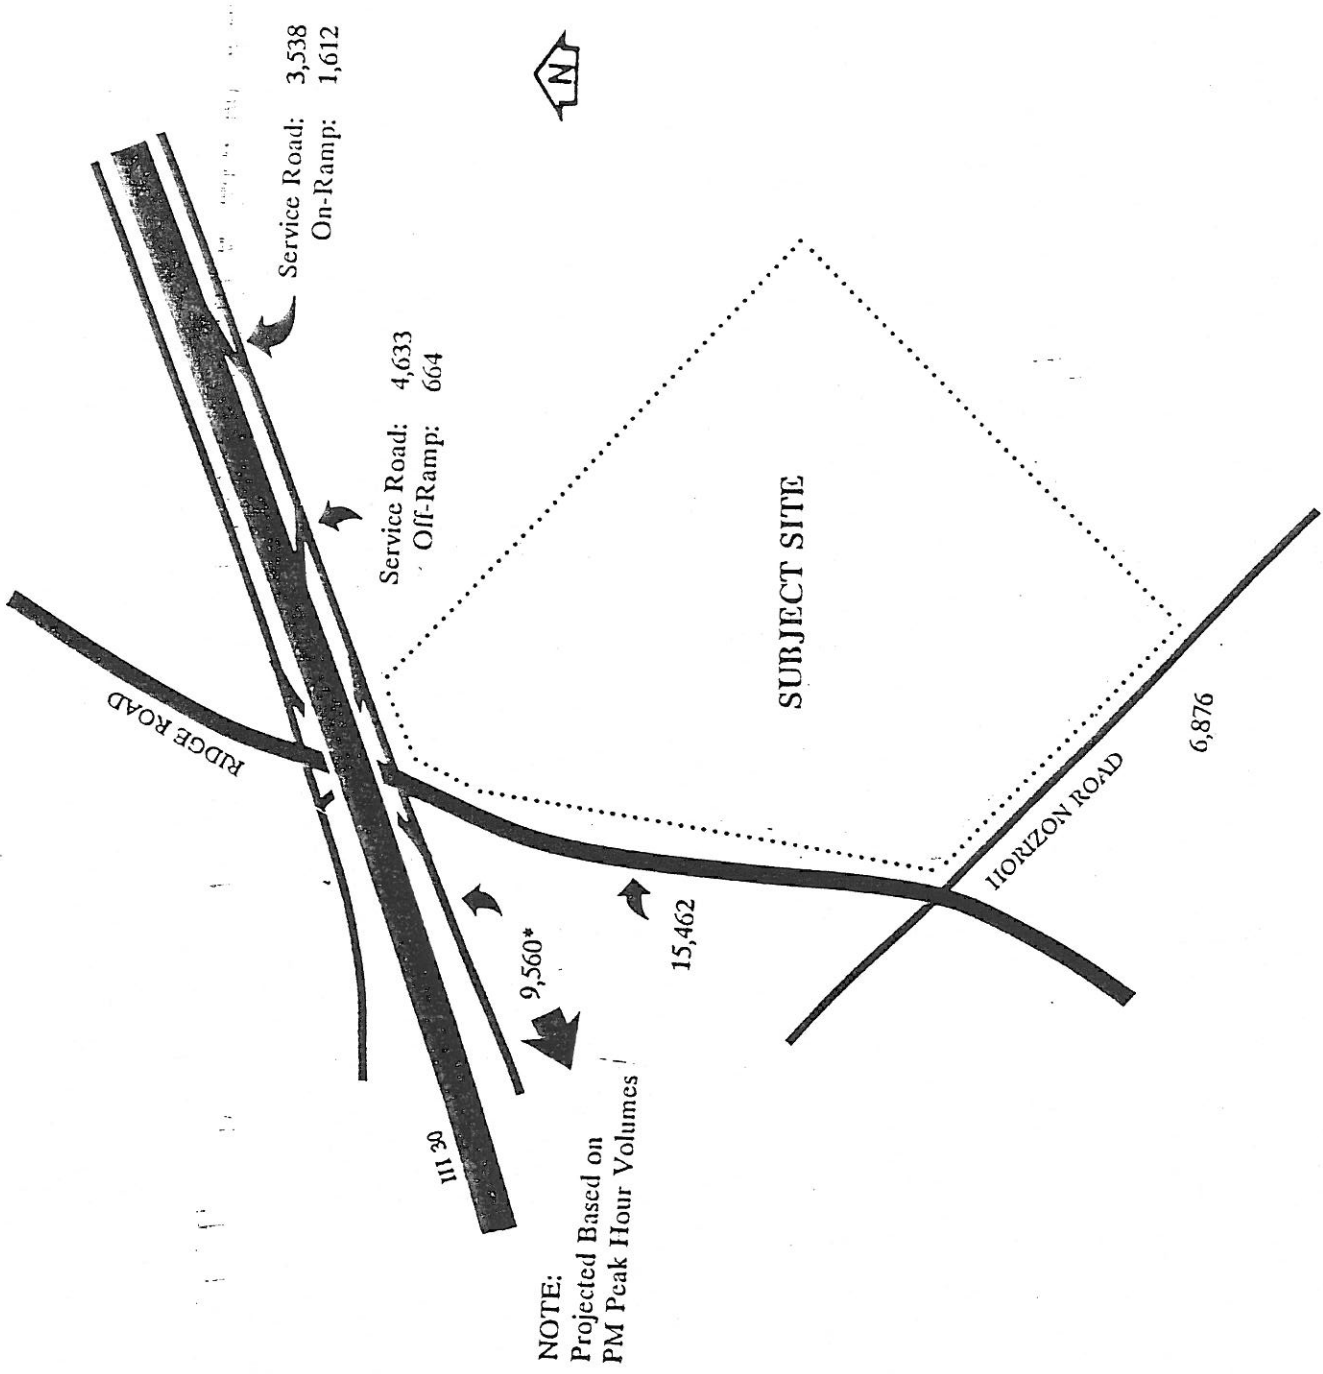 Service Road: 3,538
On-Ramp: 1,612
N
Service Road: 4,633
Off-Ramp: 664
RIDGE ROAD
SUBJECT SITE
HORIZON ROAD
6,876
9,560*
15,462
IH 30
NOTE:
Projected Based on
PM Peak Hour Volumes